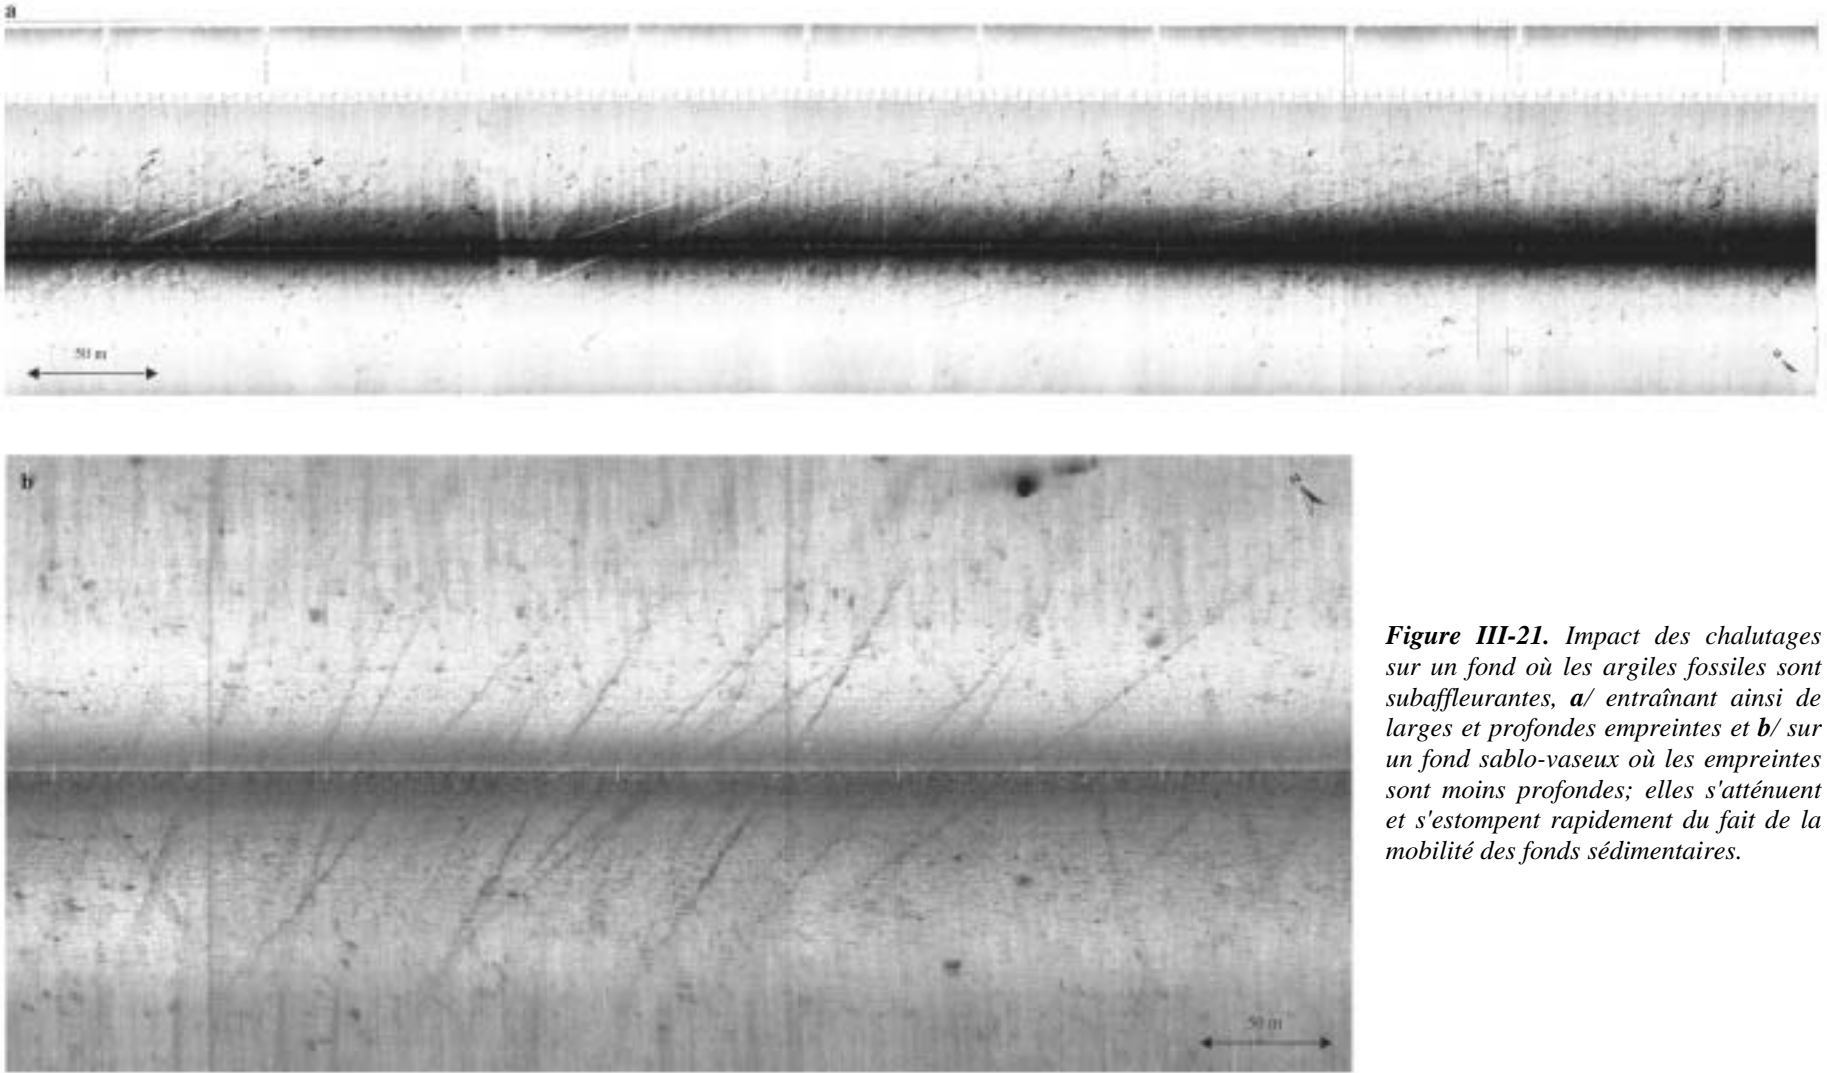 a
50 m
b
50 m
Figure III-21. Impact des chalutages
sur un fond où les argiles fossiles sont
subaffleurantes, a/ entraînant ainsi de
larges et profondes empreintes et b/ sur
un fond sablo-vaseux où les empreintes
sont moins profondes; elles s'atténuent
et s'estompent rapidement du fait de la
mobilité des fonds sédimentaires.